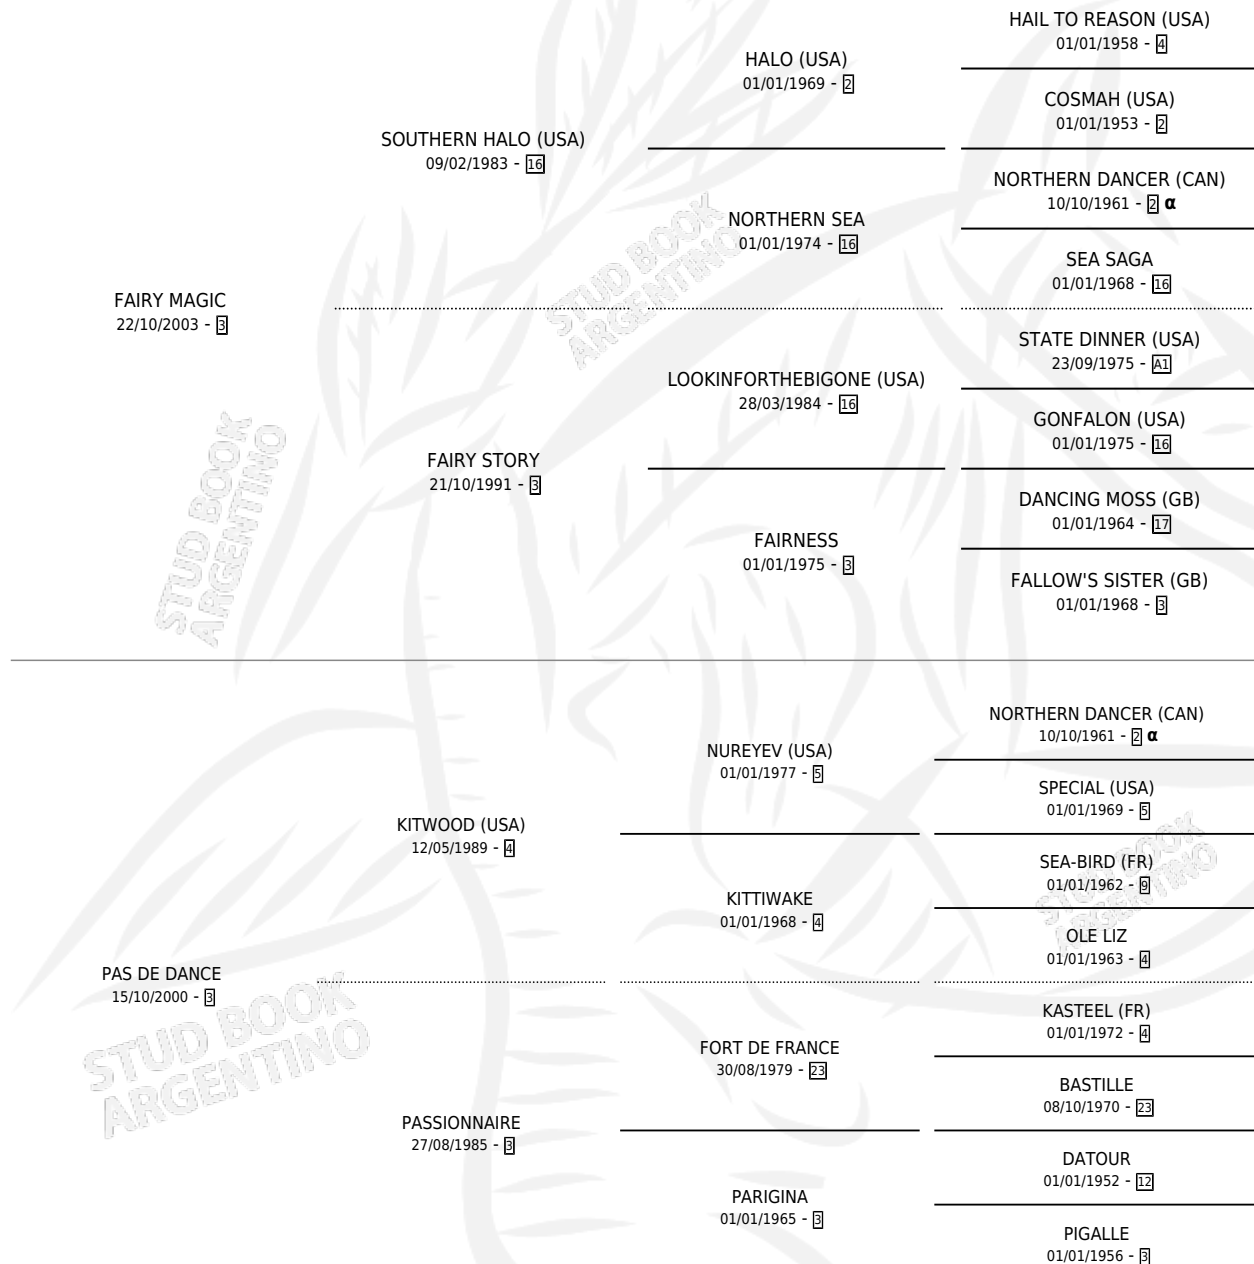 HAIL TO REASON (USA)
01/01/1958 - 4
HALO (USA)
01/01/1969 - 2
COSMAH (USA)
01/01/1953 - 2
SOUTHERN HALO (USA)
09/02/1983 - 16
NORTHERN DANCER (CAN)
10/10/1961 - 2 α
NORTHERN SEA
01/01/1974 - 16
SEA SAGA
01/01/1968 - 16
FAIRY MAGIC
22/10/2003 - 3
STUD BOOK
ARGENTINO
STATE DINNER (USA)
23/09/1975 - A1
LOOKINFORTHEBIGONE (USA)
28/03/1984 - 16
GONFALON (USA)
01/01/1975 - 16
FAIRY STORY
21/10/1991 - 3
STUD BOOK
ARGENTINO
DANCING MOSS (GB)
01/01/1964 - 17
FAIRNESS
01/01/1975 - 3
FALLOW'S SISTER (GB)
01/01/1968 - 3
NORTHERN DANCER (CAN)
10/10/1961 - 2 α
NUREYEV (USA)
01/01/1977 - 5
SPECIAL (USA)
01/01/1969 - 5
KITWOOD (USA)
12/05/1989 - 4
SEA-BIRD (FR)
01/01/1962 - 9
STUD BOOK
ARGENTINO
KITTIWAKE
01/01/1968 - 4
OLE LIZ
01/01/1963 - 4
PAS DE DANCE
15/10/2000 - 3
STUD BOOK
ARGENTINO
KASTEEL (FR)
01/01/1972 - 4
FORT DE FRANCE
30/08/1979 - 23
BASTILLE
08/10/1970 - 23
PASSIONNAIRE
27/08/1985 - 3
DATOUR
01/01/1952 - 12
PARIGINA
01/01/1965 - 3
PIGALLE
01/01/1956 - 3